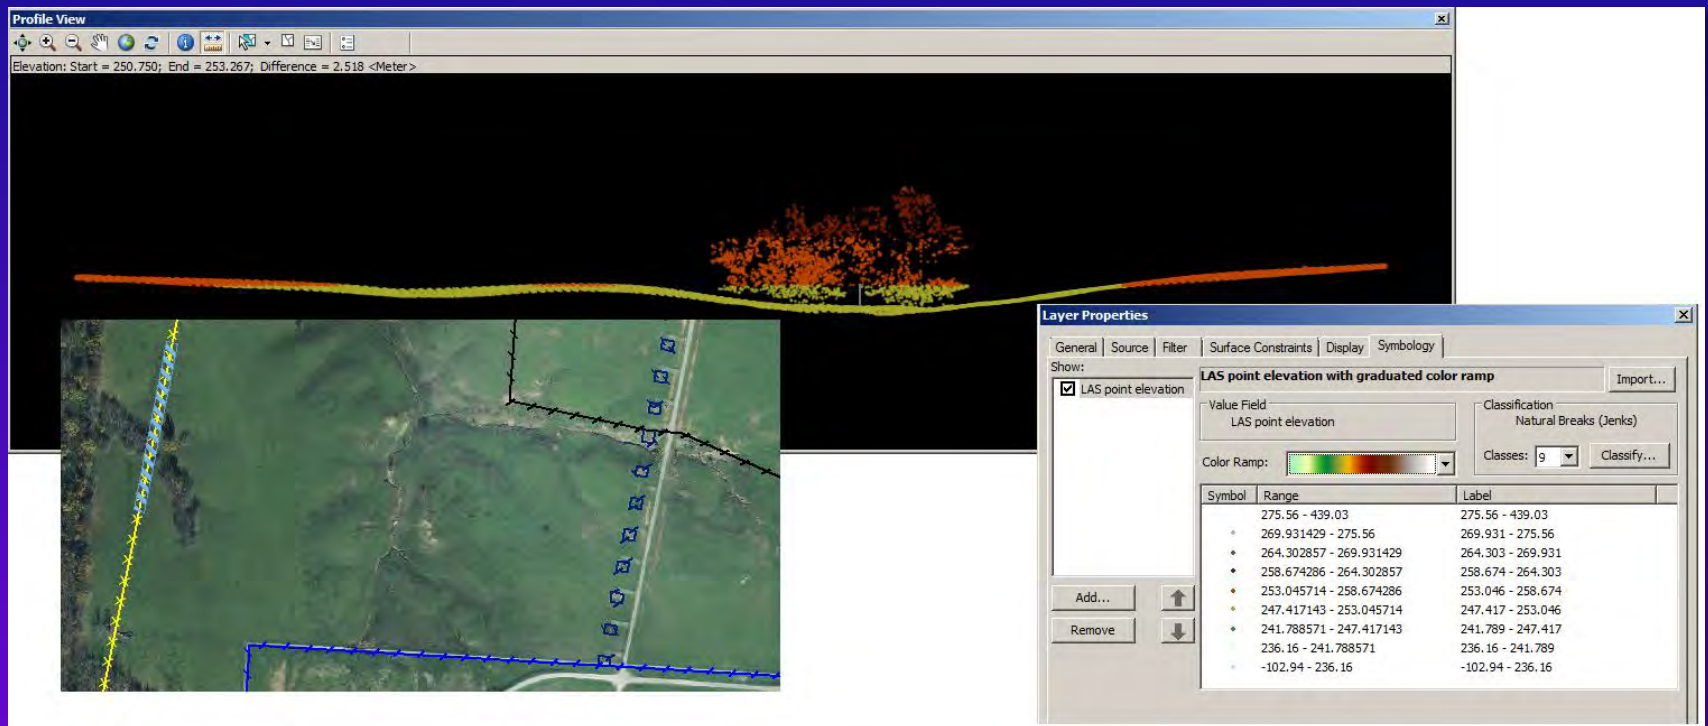 Profile View
Elevation: Start = 250.750; End = 253.267; Difference = 2.518 <Meter>
Layer Properties
General Source Filter Surface Constraints Display Symbology
Show:
LAS point elevation
LAS point elevation with graduated color ramp
Import...
Value Field
LAS point elevation
Classification
Natural Breaks (Jenks)
Color Ramp:
Classes: 9 Classify...
Symbol Range Label
275.56 - 439.03 275.56 - 439.03
269.931429 - 275.56 269.931 - 275.56
264.302857 - 269.931429 264.303 - 269.931
258.674286 - 264.302857 258.674 - 264.303
253.045714 - 258.674286 253.046 - 258.674
247.417143 - 253.045714 247.417 - 253.046
241.788571 - 247.417143 241.789 - 247.417
236.16 - 241.788571 236.16 - 241.789
-102.94 - 236.16 -102.94 - 236.16
Add...
Remove